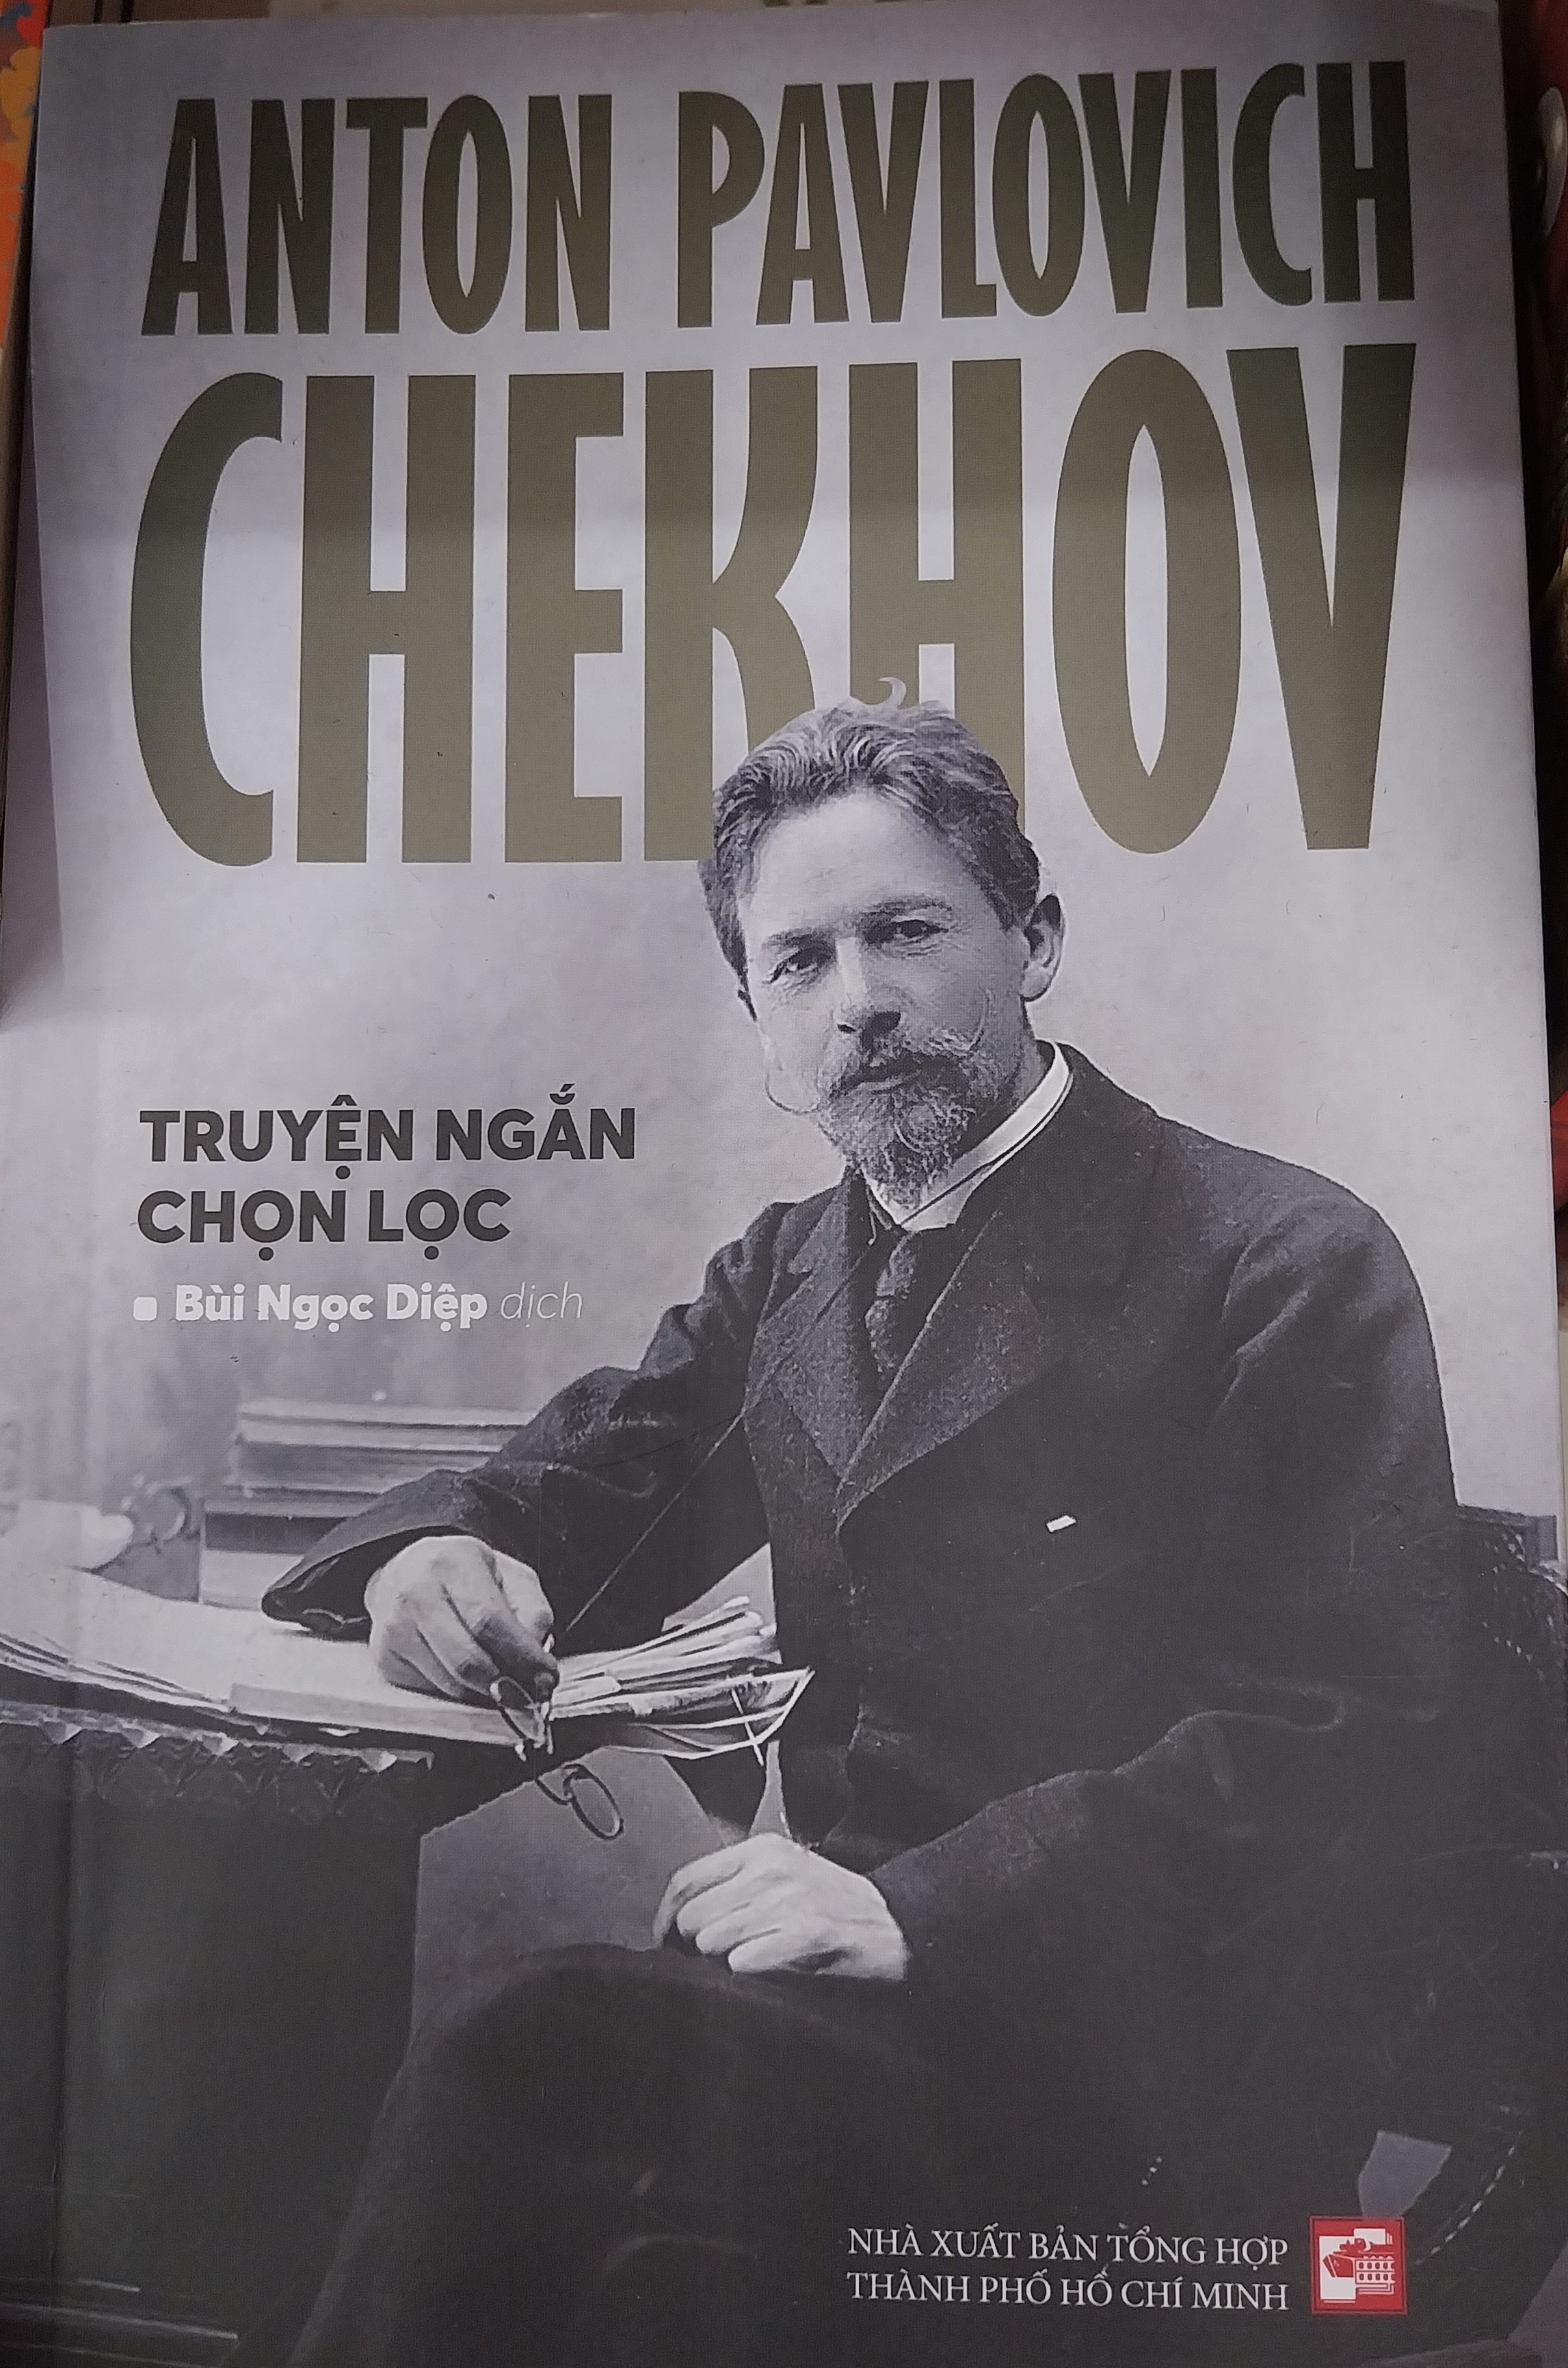 ANTON PAVLOVICH
CHEKHOV
TRUYỆN NGẮN
CHỌN LỌC
Bùi Ngọc Diệp dịch
NHÀ XUẤT BẢN TỔNG HỢP
THÀNH PHỐ HỒ CHÍ MINH